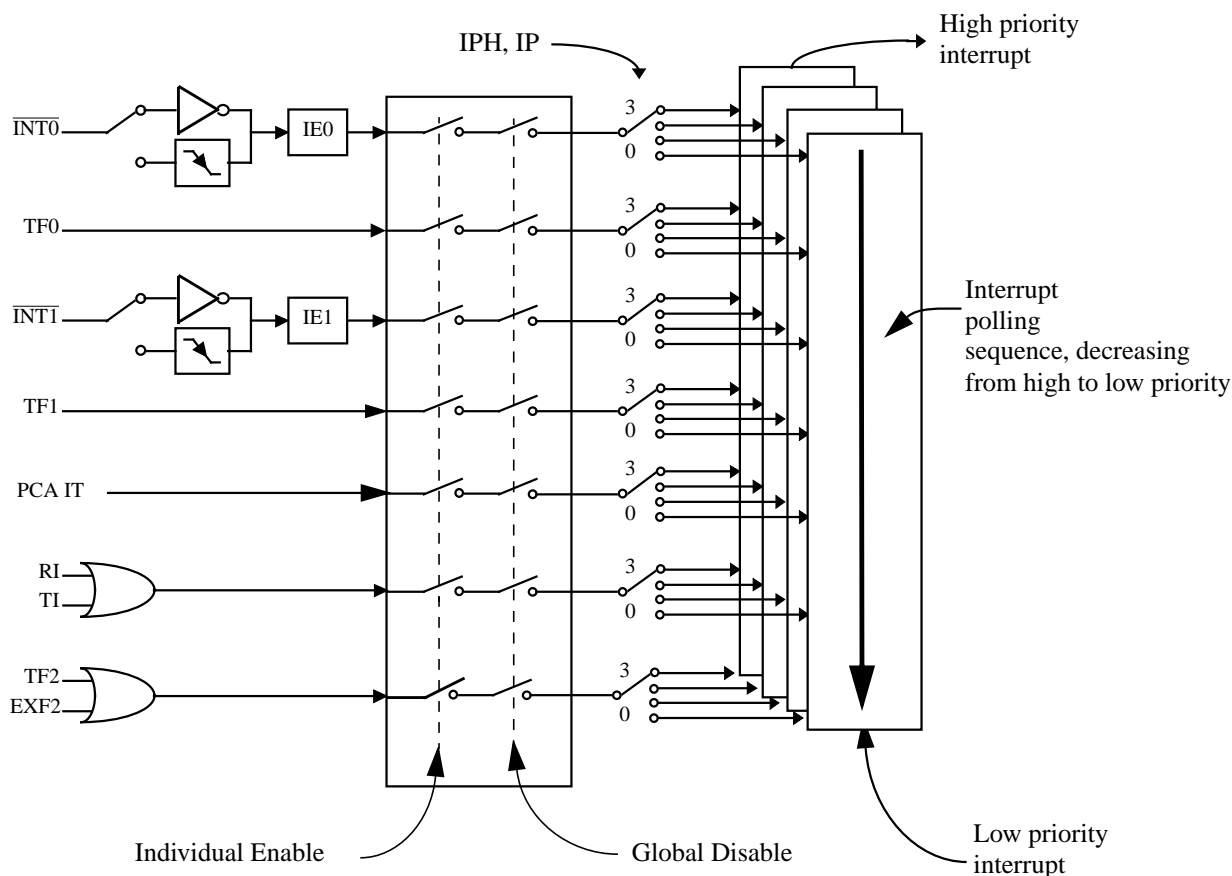 High priority
interrupt
IPH, IP
INT0
IE0
3
0
TF0
3
0
INT1
IE1
3
0
Interrupt
polling
sequence, decreasing
from high to low priority
TF1
3
0
PCA IT
3
0
RI
TI
3
0
TF2
EXF2
3
0
Individual Enable
Global Disable
Low priority
interrupt